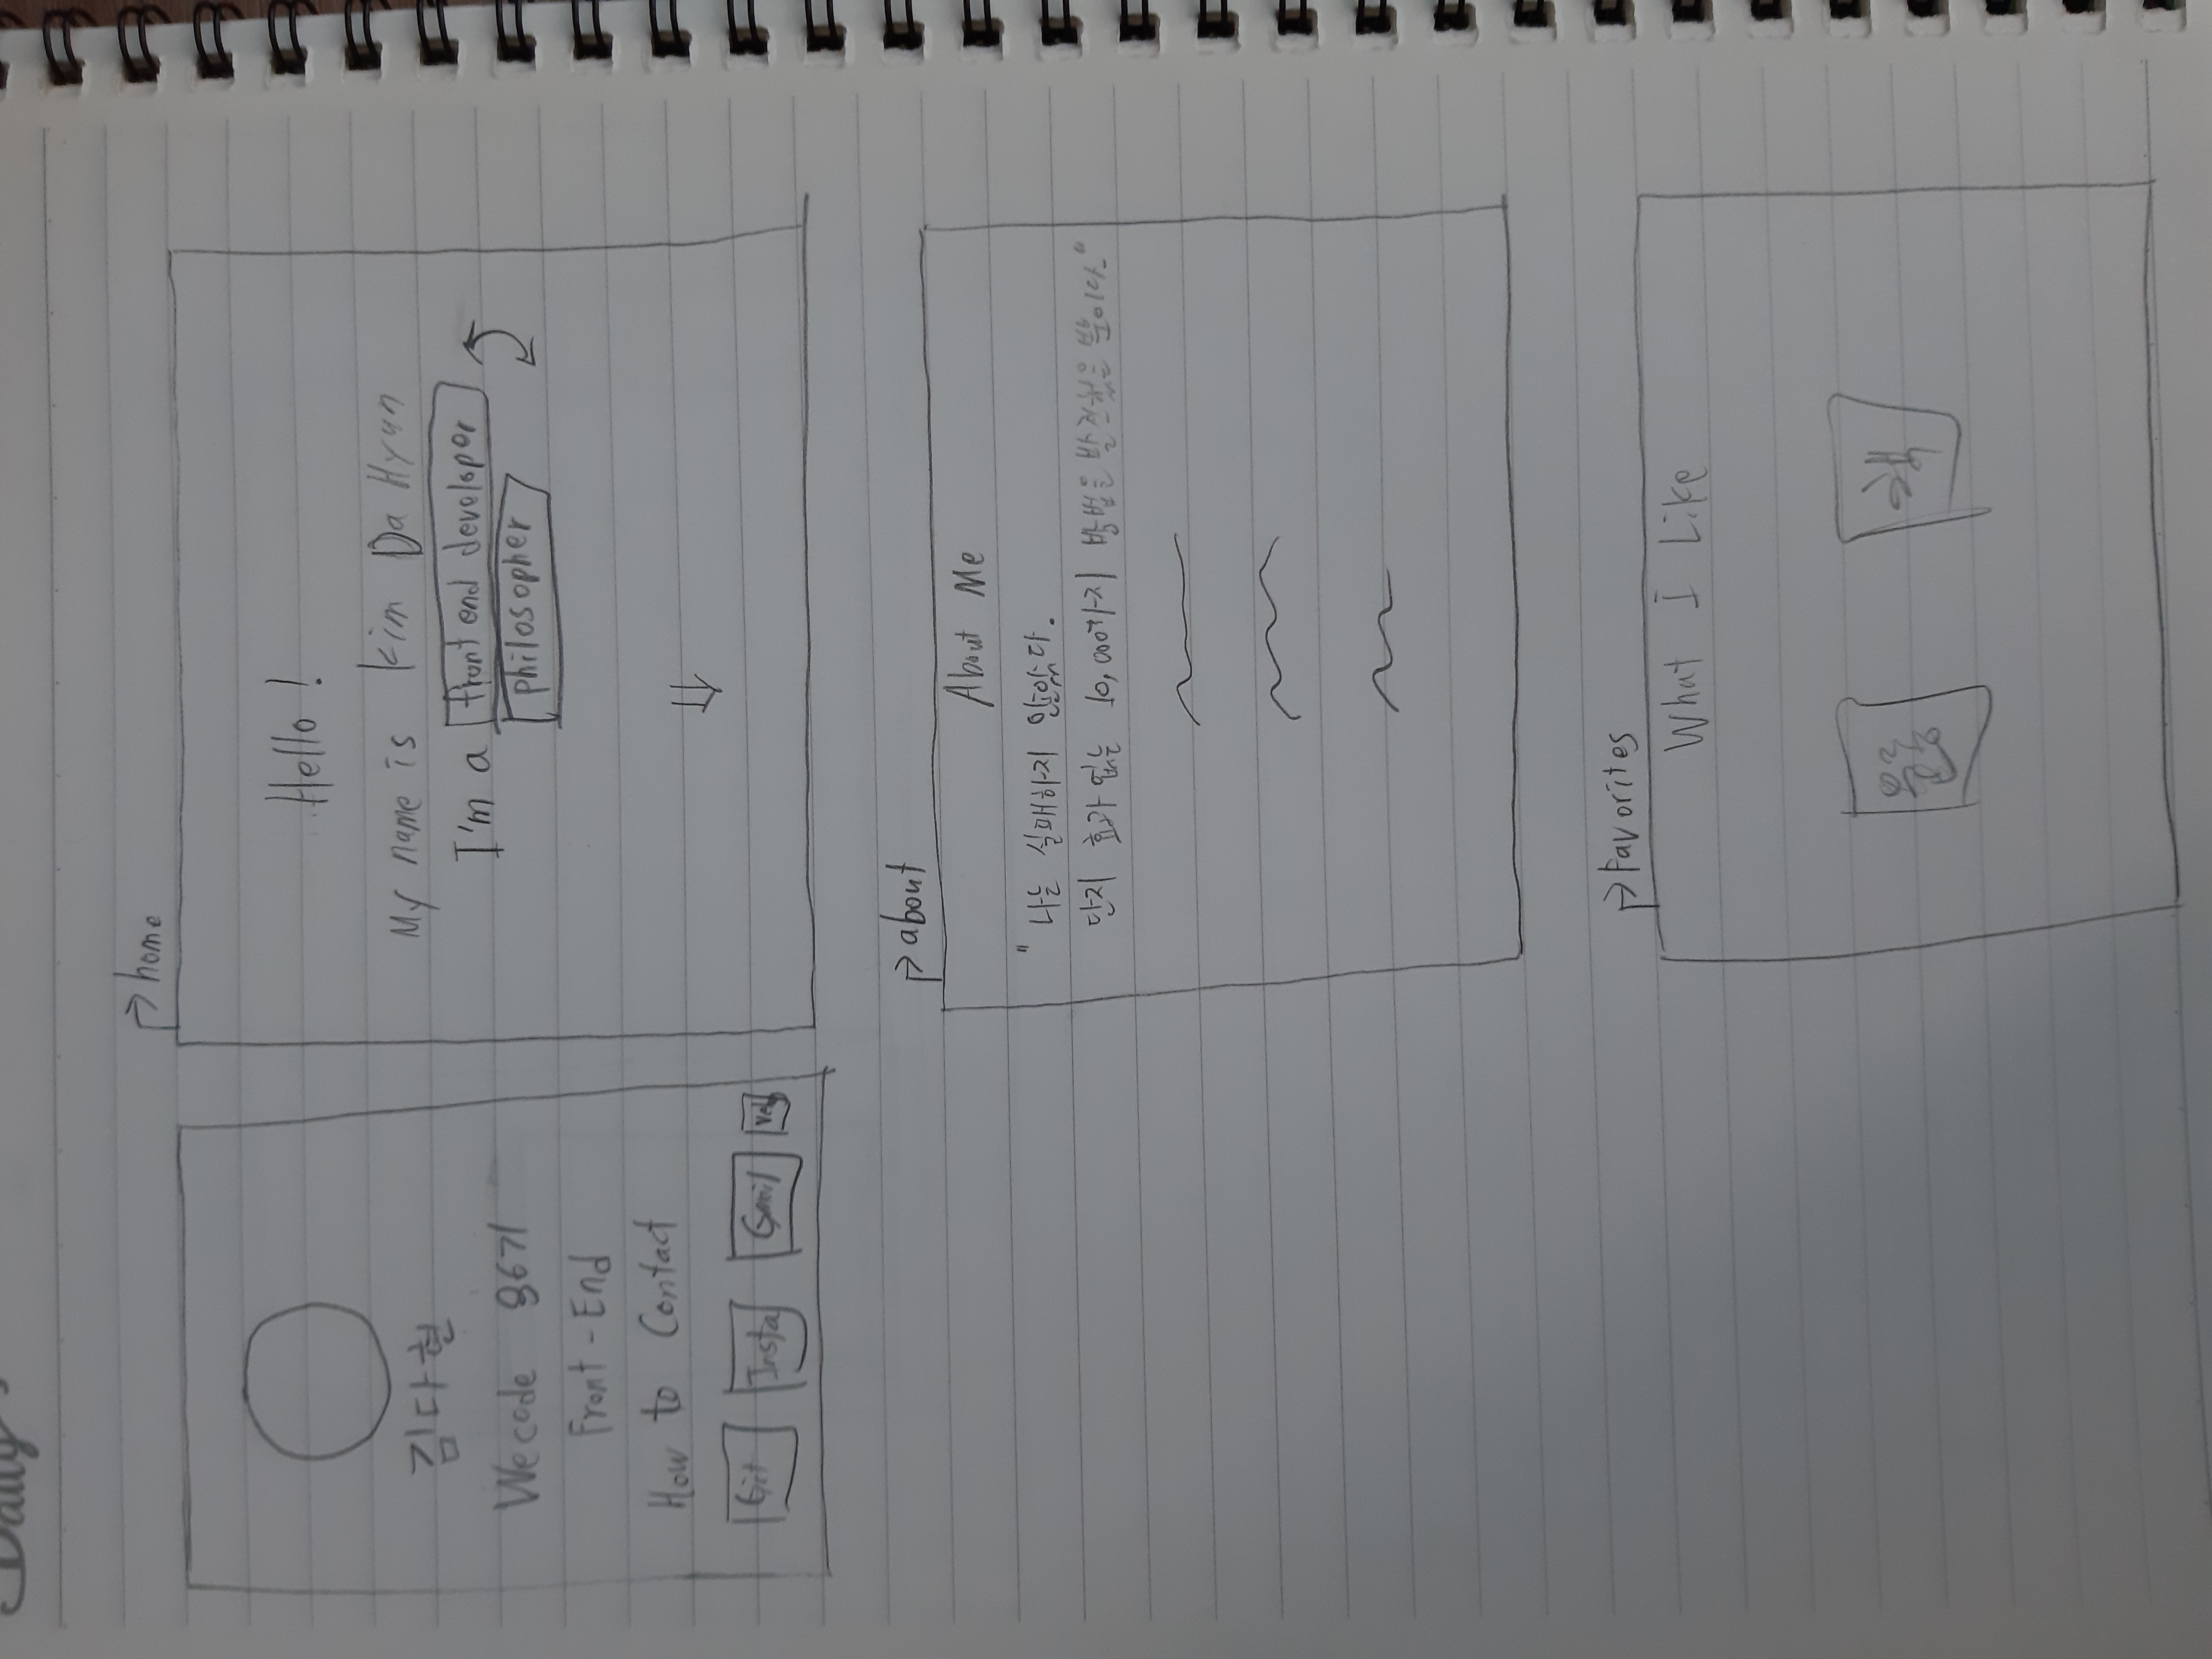 Daily
home
Hello !
My name is Kim Da Hyun
I'm a front end developer
philosopher
김다현
Wecode 36기
Front-End
How to Contact
Git Insta Gmail
about
About Me
"나는 실패하지 않았다.
단지 효과 없는 10,000가지 방법을 발견했을 뿐이다."
Favorites
What I Like
운동 책